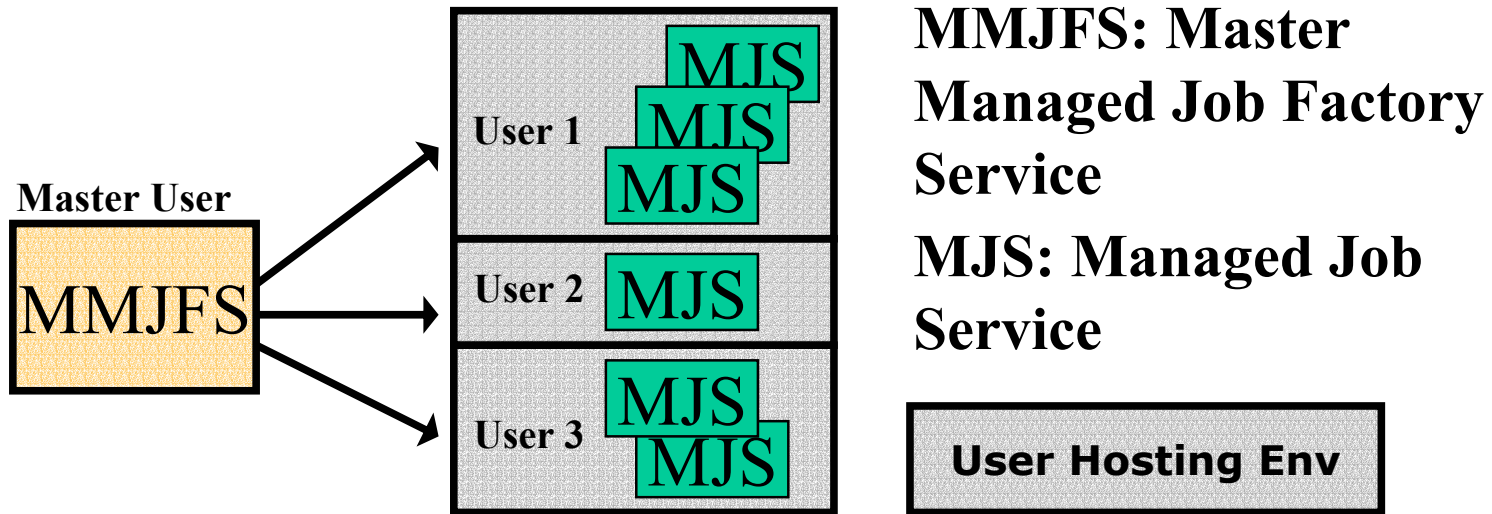 Master User
MMJFS
User 1
MJS
MJS
MJS
User 2
MJS
User 3
MJS
MJS
MMJFS: Master
Managed Job Factory
Service
MJS: Managed Job
Service
User Hosting Env